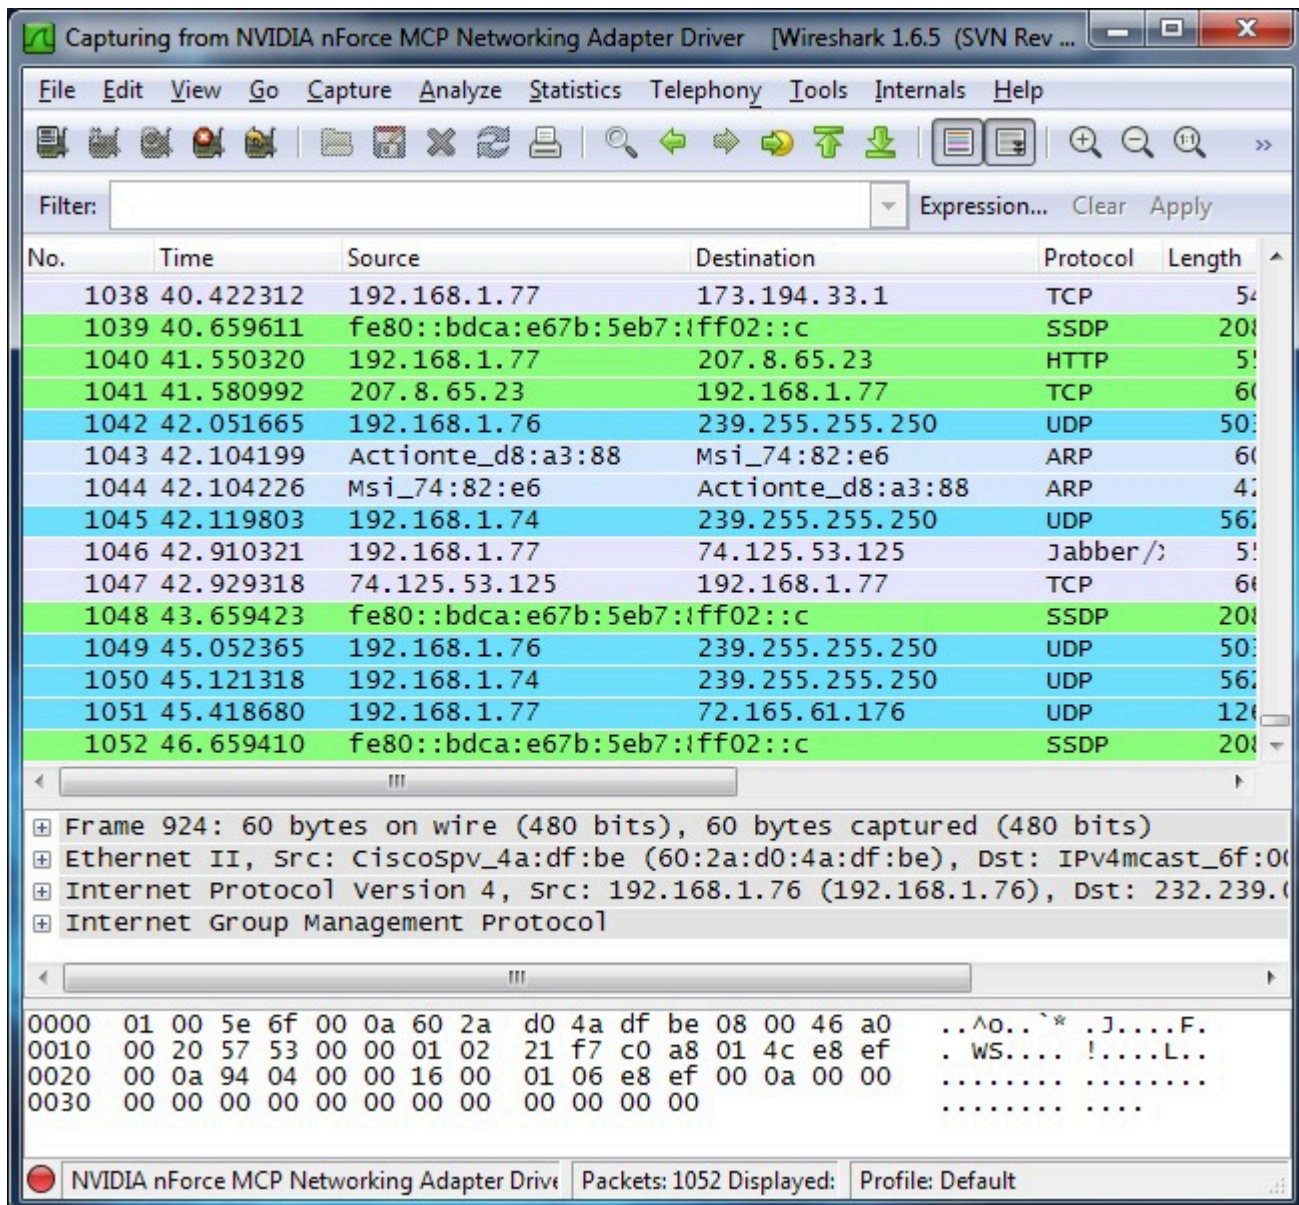 Capturing from NVIDIA nForce MCP Networking Adapter Driver [Wireshark 1.6.5 (SVN Rev ...
File Edit View Go Capture Analyze Statistics Telephony Tools Internals Help
Filter: Expression... Clear Apply
No. Time Source Destination Protocol Length
1038 40.422312 192.168.1.77 173.194.33.1 TCP 54
1039 40.659611 fe80::bdca:e67b:5eb7: ff02::c SSDP 208
1040 41.550320 192.168.1.77 207.8.65.23 HTTP 5
1041 41.580992 207.8.65.23 192.168.1.77 TCP 60
1042 42.051665 192.168.1.76 239.255.255.250 UDP 503
1043 42.104199 Actionte_d8:a3:88 Msi_74:82:e6 ARP 60
1044 42.104226 Msi_74:82:e6 Actionte_d8:a3:88 ARP 42
1045 42.119803 192.168.1.74 239.255.255.250 UDP 562
1046 42.910321 192.168.1.77 74.125.53.125 Jabber/ 5
1047 42.929318 74.125.53.125 192.168.1.77 TCP 66
1048 43.659423 fe80::bdca:e67b:5eb7: ff02::c SSDP 208
1049 45.052365 192.168.1.76 239.255.255.250 UDP 503
1050 45.121318 192.168.1.74 239.255.255.250 UDP 562
1051 45.418680 192.168.1.77 72.165.61.176 UDP 126
1052 46.659410 fe80::bdca:e67b:5eb7: ff02::c SSDP 208
Frame 924: 60 bytes on wire (480 bits), 60 bytes captured (480 bits)
Ethernet II, Src: CiscoSpv_4a:df:be (60:2a:d0:4a:df:be), Dst: IPv4mcast_6f:00
Internet Protocol Version 4, Src: 192.168.1.76 (192.168.1.76), Dst: 232.239.
Internet Group Management Protocol
0000 01 00 5e 6f 00 0a 60 2a d0 4a df be 08 00 46 a0 ..^o..`* .J....F.
0010 00 20 57 53 00 00 01 02 21 f7 c0 a8 01 4c e8 ef . WS.... !....L..
0020 00 0a 94 04 00 00 16 00 01 06 e8 ef 00 0a 00 00 ........ ........
0030 00 00 00 00 00 00 00 00 00 00 00 00 ........ ....
NVIDIA nForce MCP Networking Adapter Drive Packets: 1052 Displayed: Profile: Default